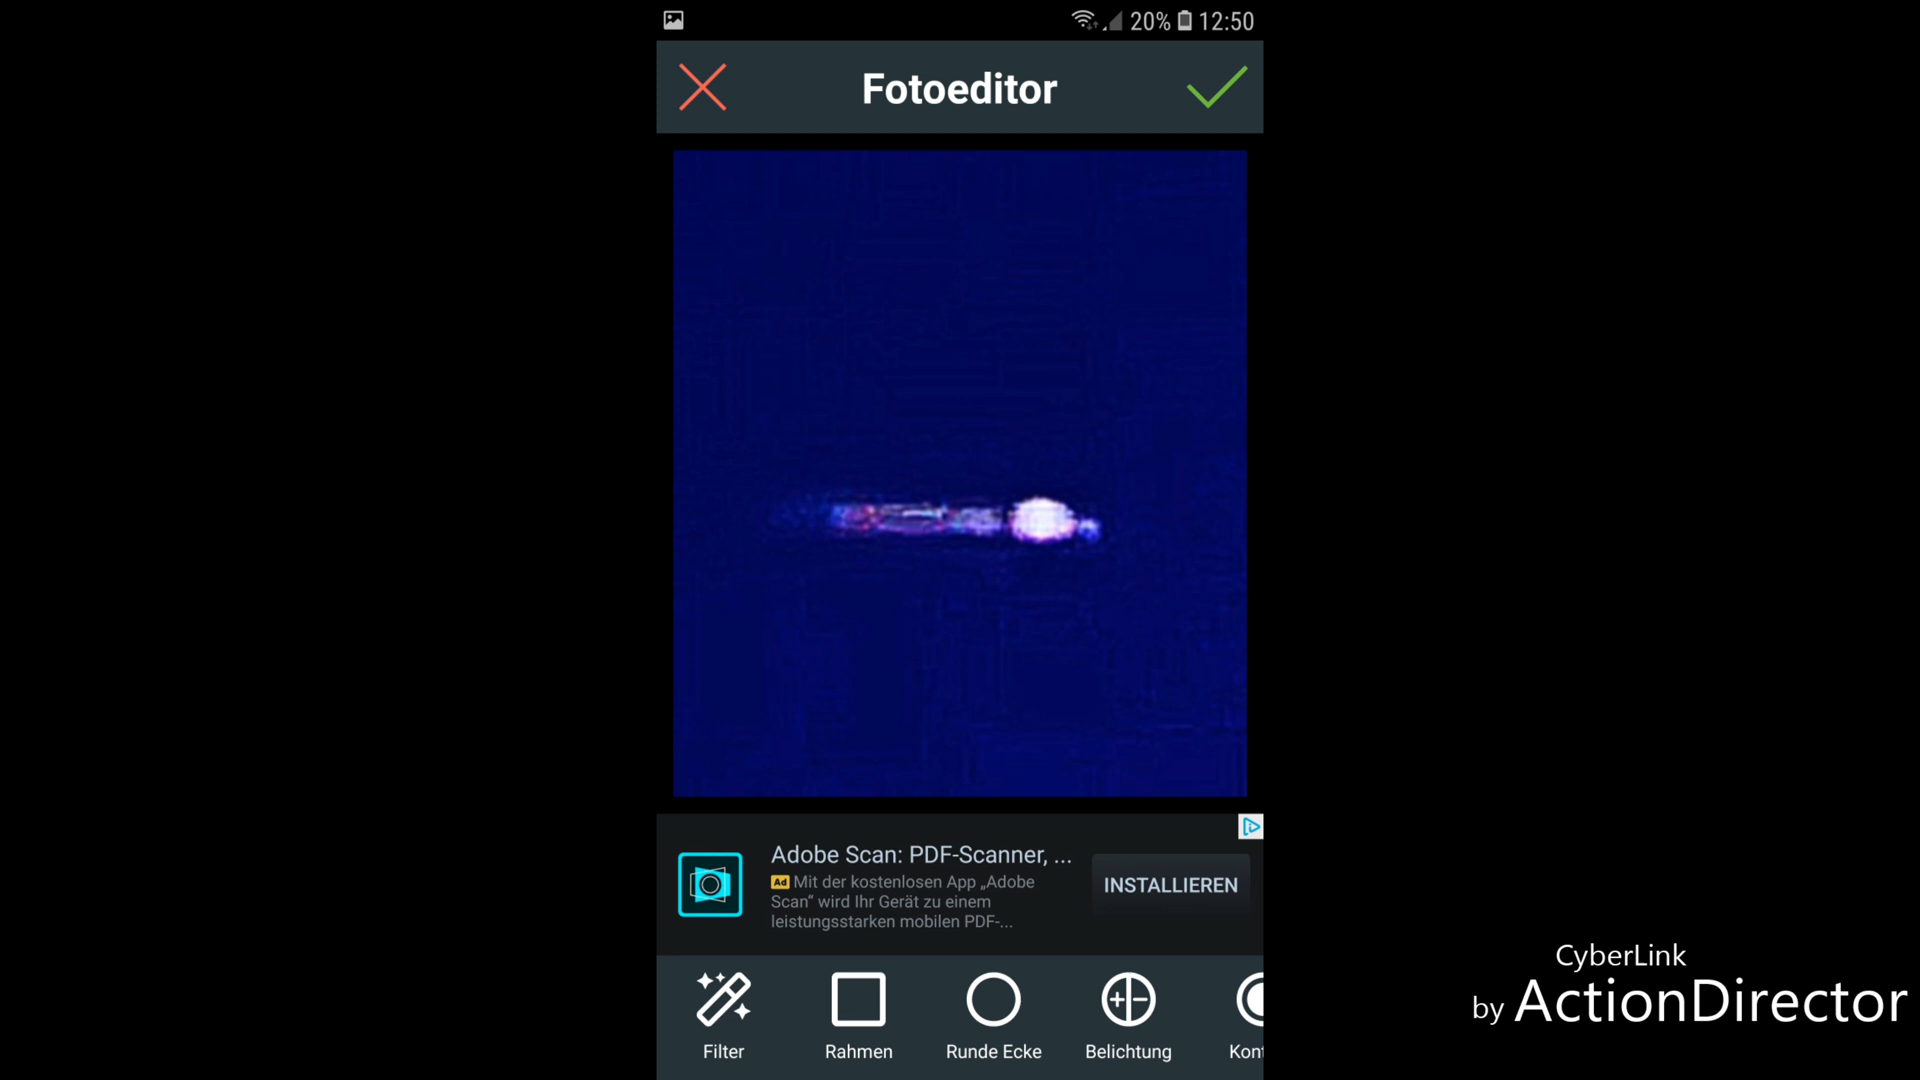 20% 12:50
Fotoeditor
Adobe Scan: PDF-Scanner, ...
Ad Mit der kostenlosen App „Adobe
Scan“ wird Ihr Gerät zu einem
leistungsstarken mobilen PDF-...
INSTALLIEREN
Filter
Rahmen
Runde Ecke
Belichtung
Kont
CyberLink
by ActionDirector